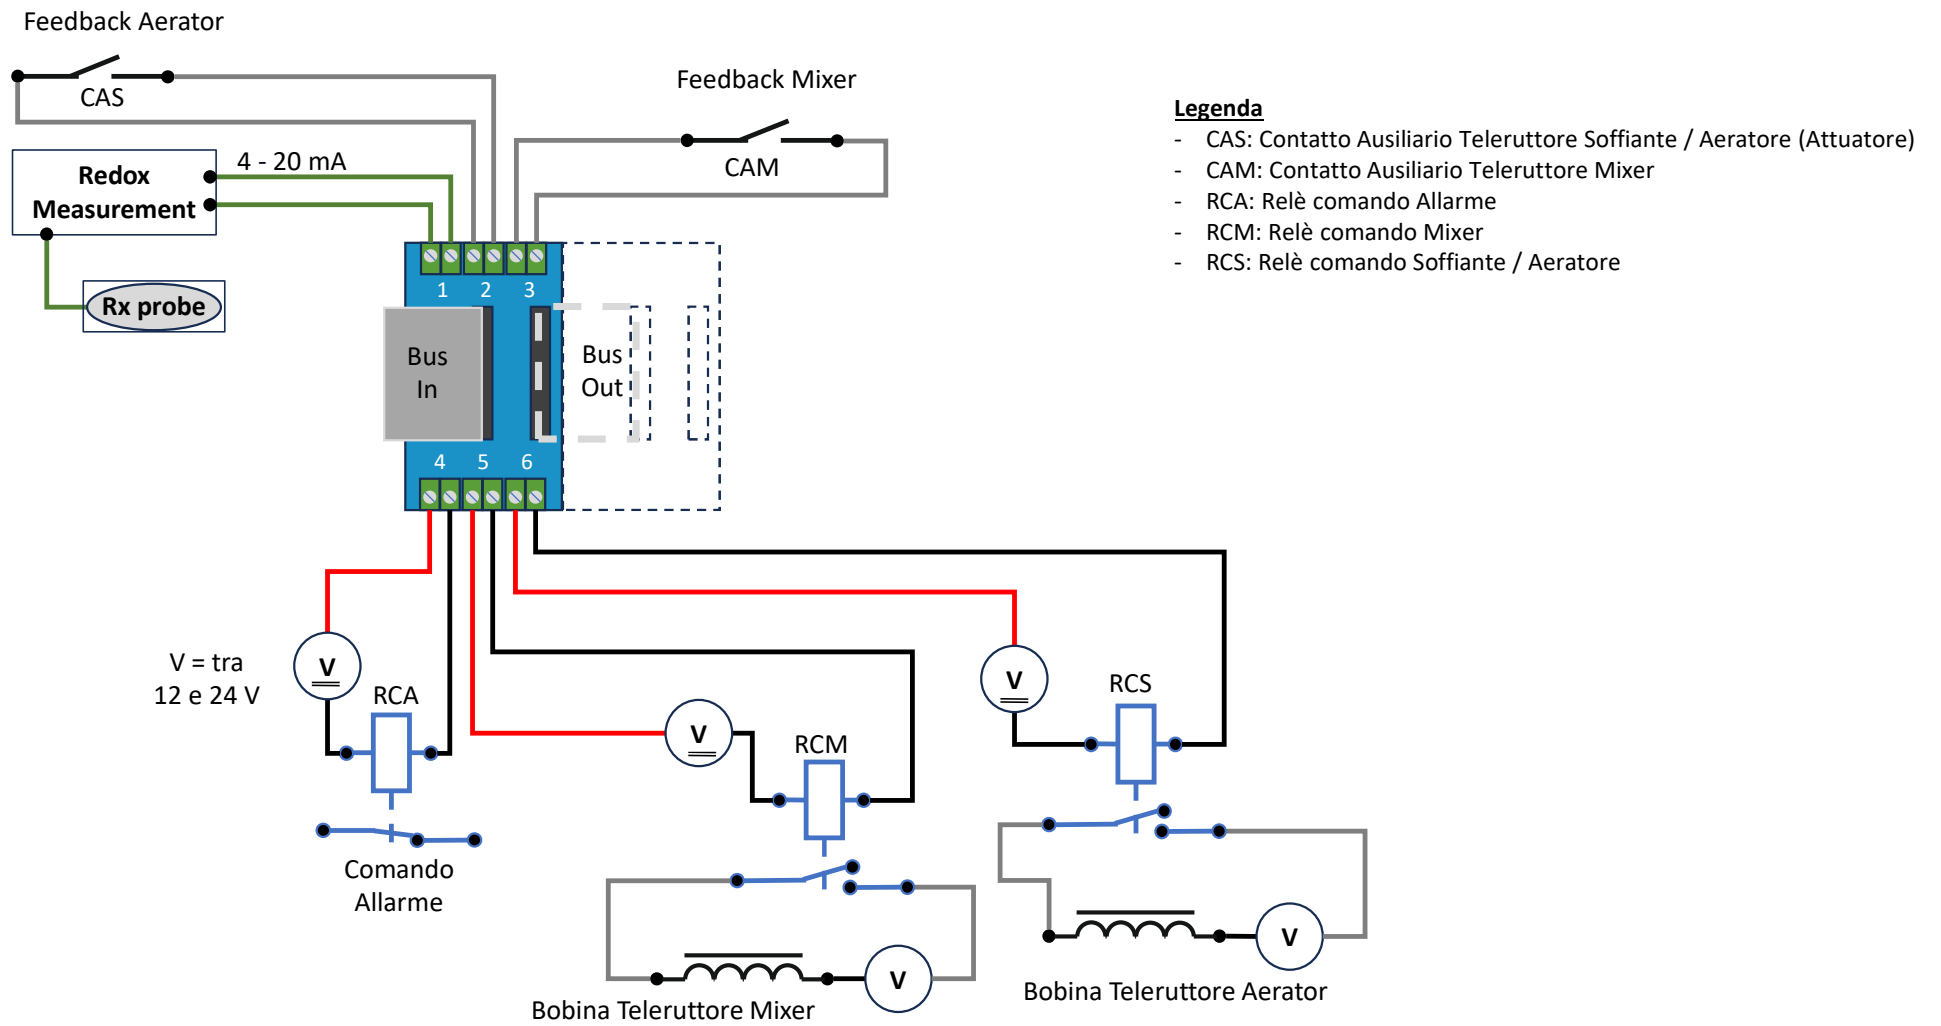 Feedback Aerator
CAS
Feedback Mixer
CAM
Legenda
- CAS: Contatto Ausiliario Teleruttore Soffiante / Aeratore (Attuatore)
- CAM: Contatto Ausiliario Teleruttore Mixer
- RCA: Relè comando Allarme
- RCM: Relè comando Mixer
- RCS: Relè comando Soffiante / Aeratore
4 - 20 mA
Redox
Measurement
Rx probe
1 2 3
Bus
In
Bus
Out
4 5 6
V = tra
12 e 24 V
V
RCA
Comando
Allarme
V
RCM
V
Bobina Teleruttore Mixer
V
RCS
V
Bobina Teleruttore Aerator